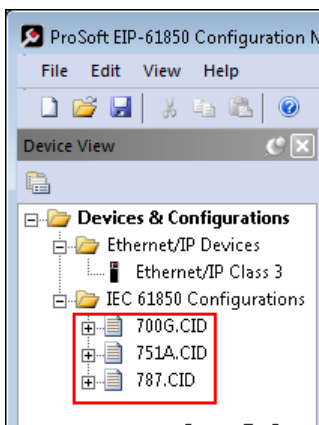 ProSoft EIP-61850 Configuration
File Edit View Help
Device View
Devices & Configurations
Ethernet/IP Devices
Ethernet/IP Class 3
IEC 61850 Configurations
700G.CID
751A.CID
787.CID